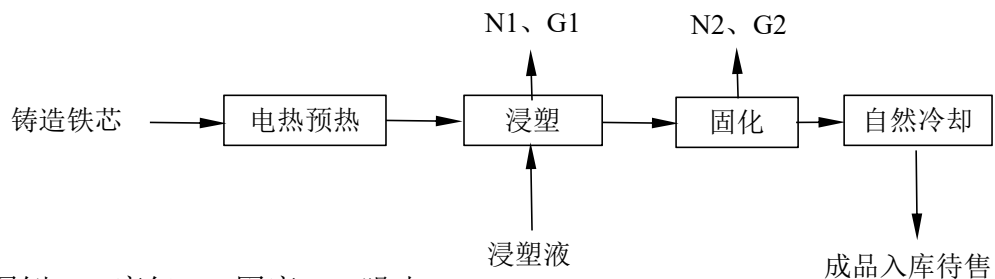 N1、G1
N2、G2
铸造铁芯
电热预热
浸塑
固化
自然冷却
浸塑液
成品入库待售